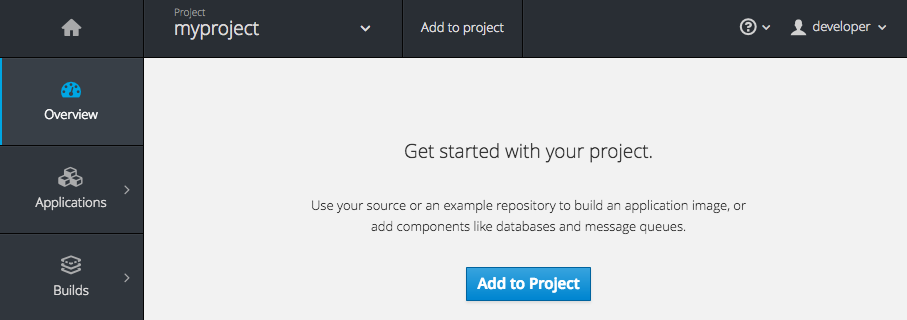 Project
myproject
Add to project
developer
Overview
Applications
Builds
Get started with your project.
Use your source or an example repository to build an application image, or
add components like databases and message queues.
Add to Project